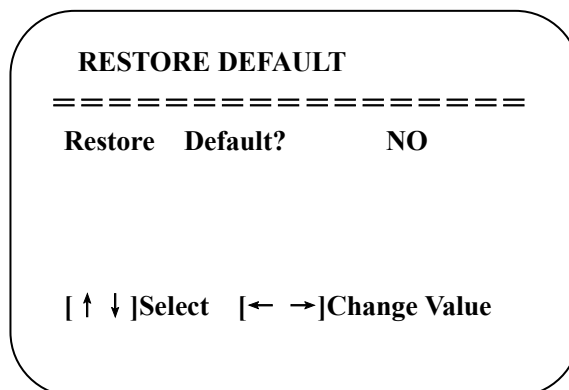 RESTORE DEFAULT
= = = = = = = = = = = = = = = = =
Restore Default? NO
[ ↑ ↓ ]Select [← →]Change Value